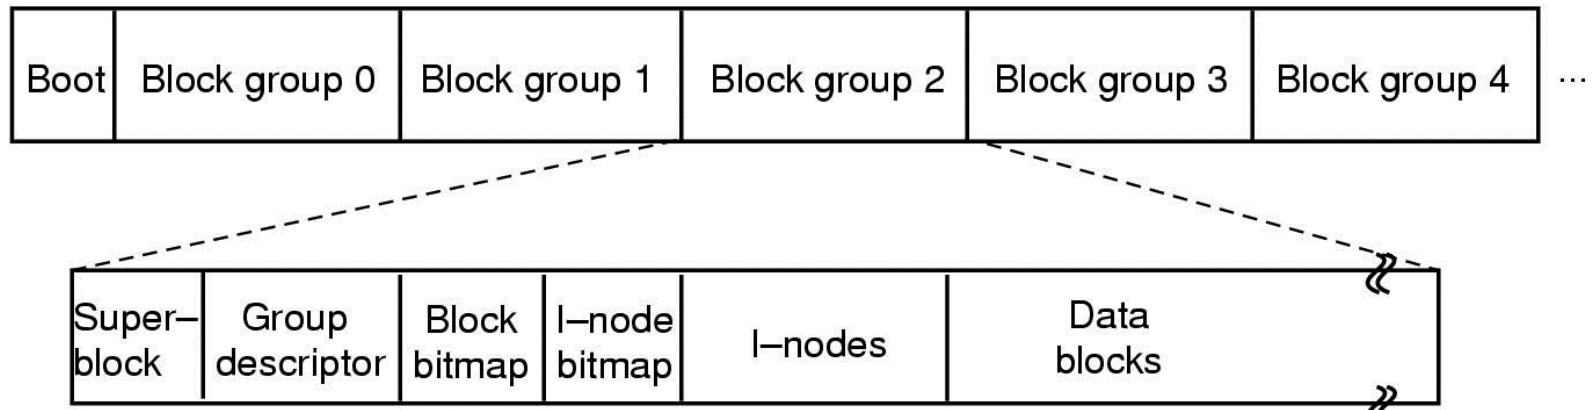 Boot Block group 0 Block group 1 Block group 2 Block group 3 Block group 4 ...
Super–
block
Group
descriptor
Block
bitmap
I–node
bitmap
I–nodes
Data
blocks